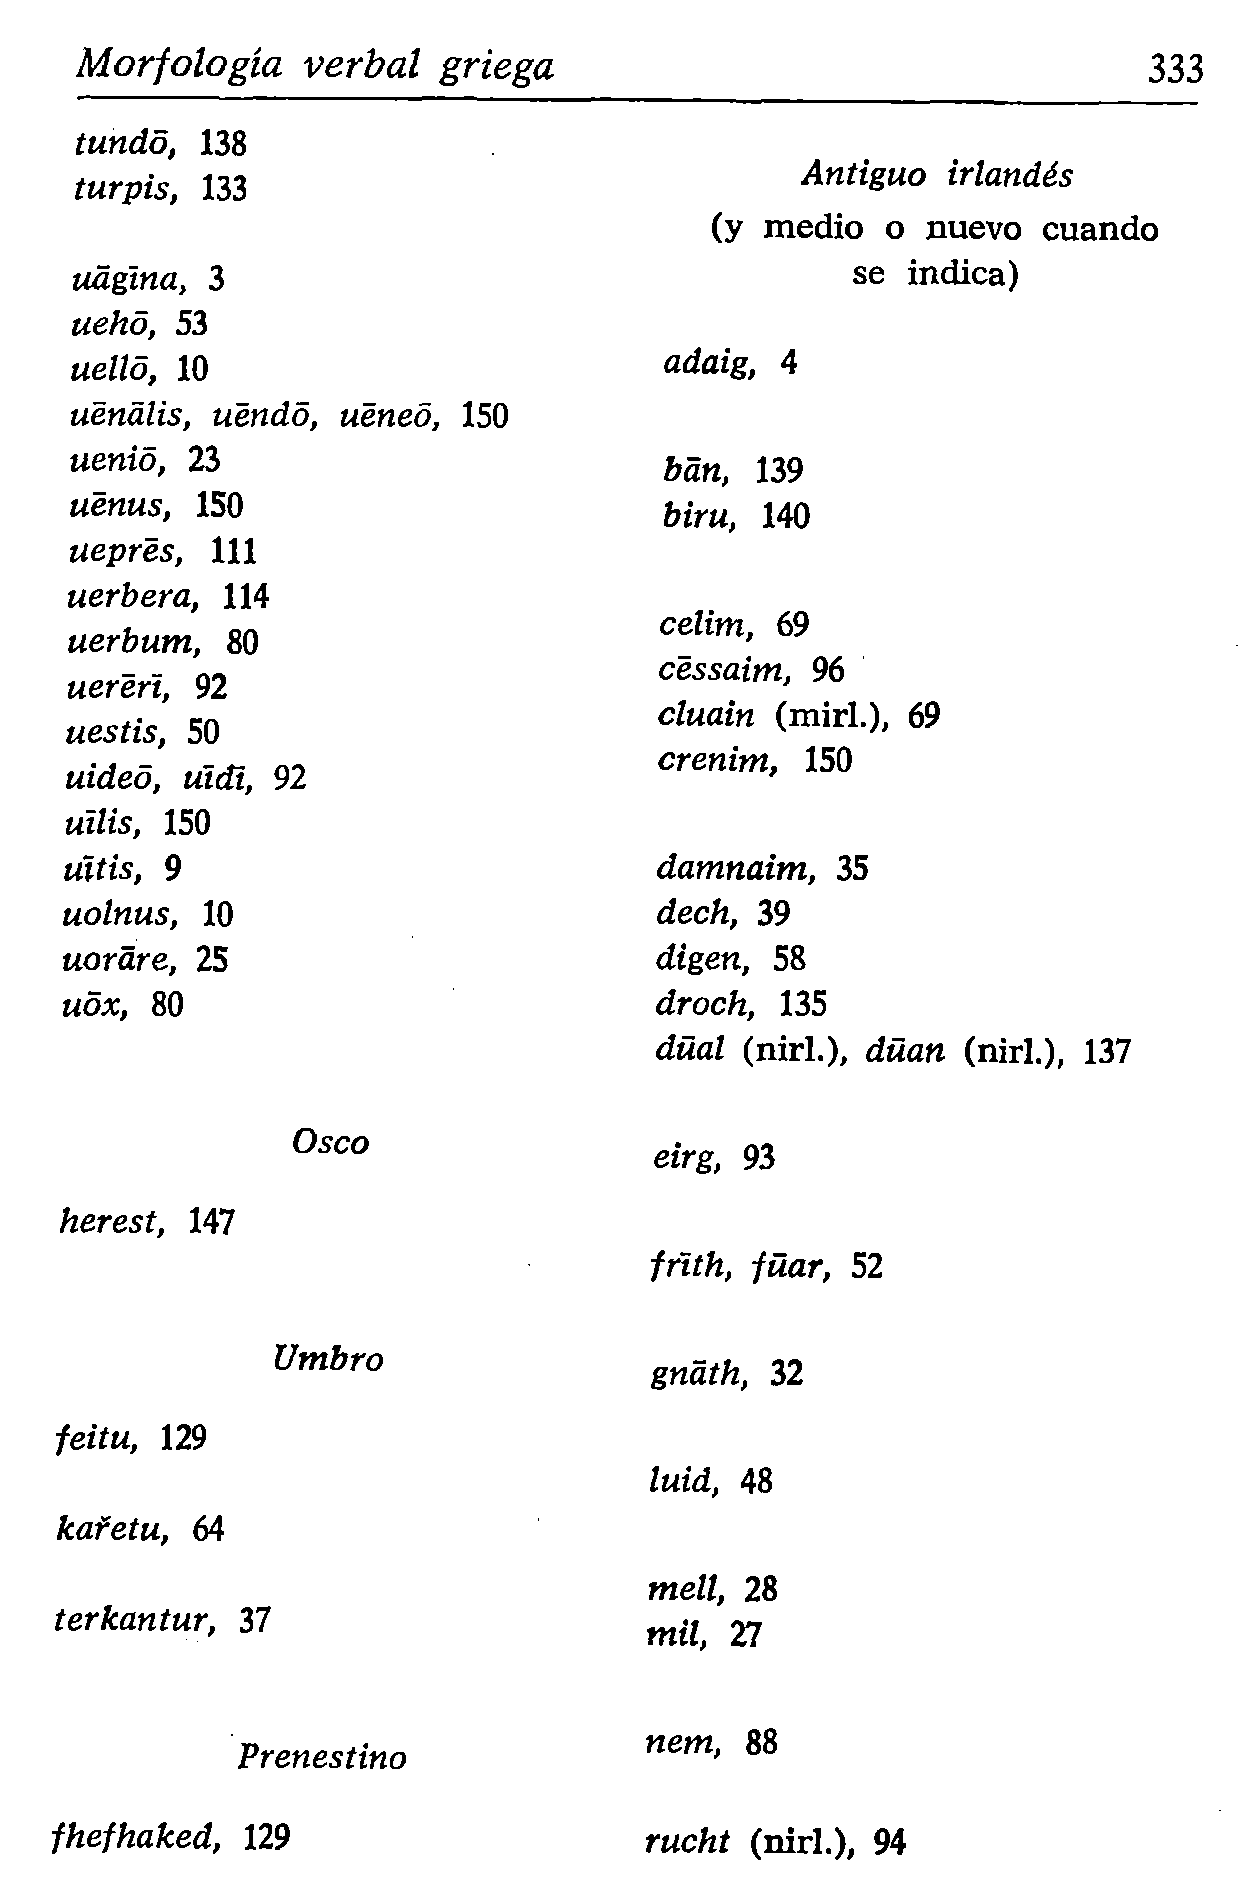 Morfología verbal griega 333
tundō, 138
turpis, 133
uāgīna, 3
uehō, 53
uellō, 10
uēnālis, uēndō, uēneō, 150
ueniō, 23
uēnus, 150
ueprēs, 111
uerbera, 114
uerbum, 80
uerērī, 92
uestis, 50
uideō, uīdī, 92
uīlis, 150
uītis, 9
uolnus, 10
uorāre, 25
uōx, 80
Osco
herest, 147
Umbro
feitu, 129
kařetu, 64
terkantur, 37
Prenestino
fhefhaked, 129
Antiguo irlandés
(y medio o nuevo cuando
se indica)
adaig, 4
bān, 139
biru, 140
celim, 69
cēssaim, 96
cluain (mirl.), 69
crenim, 150
damnaim, 35
dech, 39
digen, 58
droch, 135
dūal (nirl.), dūan (nirl.), 137
eirg, 93
frīth, fūar, 52
gnāth, 32
luid, 48
mell, 28
mil, 27
nem, 88
rucht (nirl.), 94